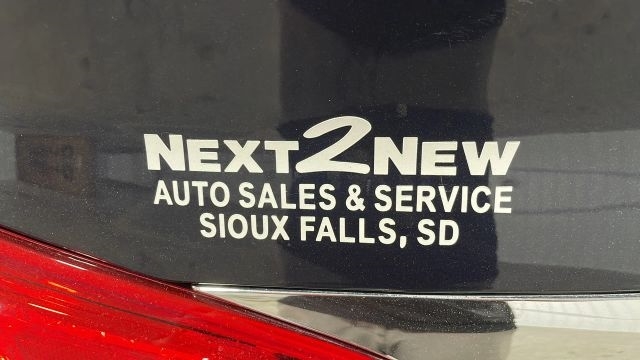 NEXT2NEW
AUTO SALES & SERVICE
SIOUX FALLS, SD